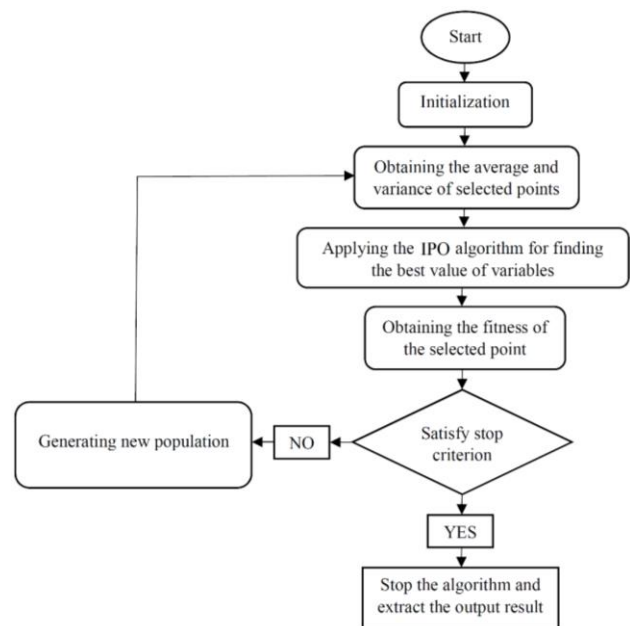 Start
Initialization
Obtaining the average and
variance of selected points
Applying the IPO algorithm for finding
the best value of variables
Obtaining the fitness of
the selected point
Satisfy stop
criterion
NO
Generating new population
YES
Stop the algorithm and
extract the output result